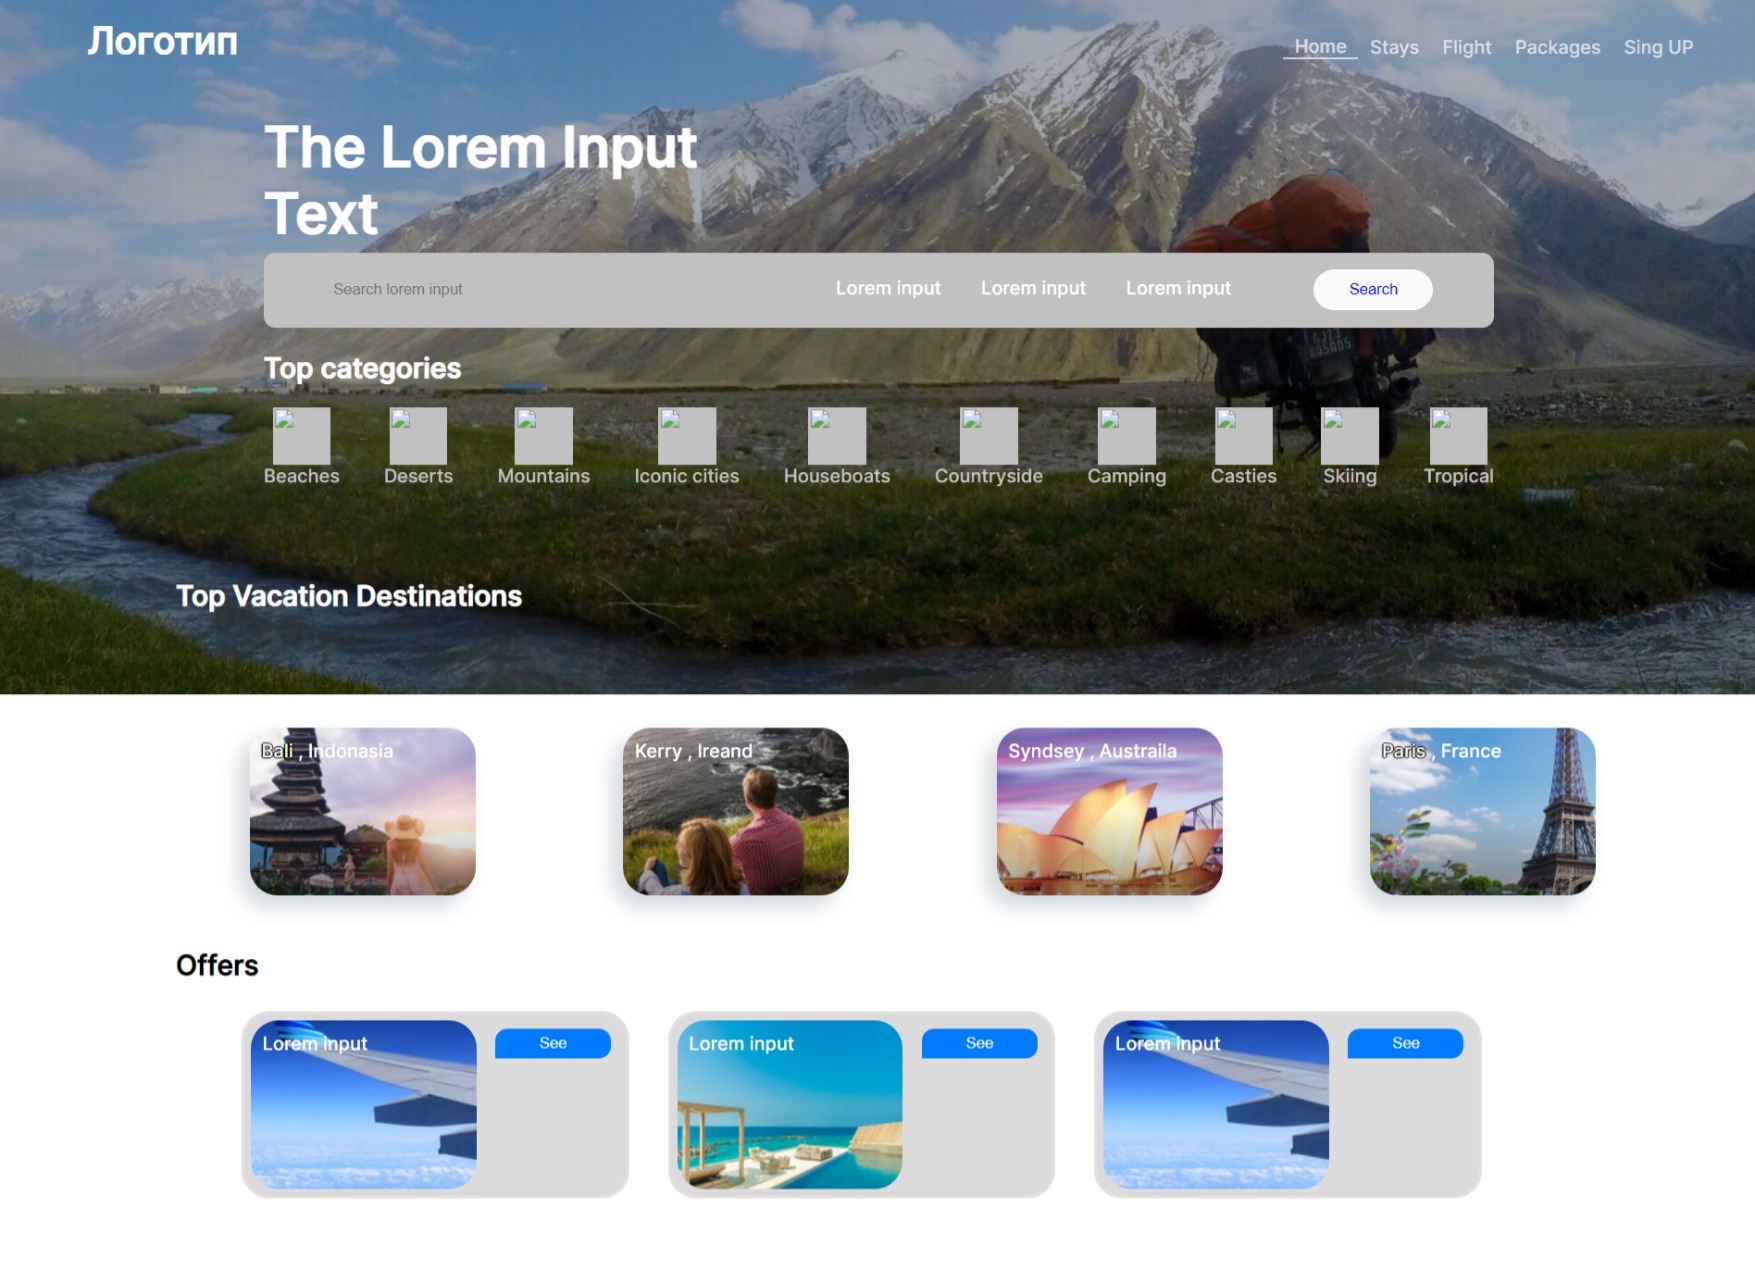 Логотип
Home Stays Flight Packages Sing UP
The Lorem Input
Text
Search lorem input Lorem input Lorem input Lorem input Search
Top categories
Beaches Deserts Mountains Iconic cities Houseboats Countryside Camping Casties Skiing Tropical
Top Vacation Destinations
Bali , Indonasia Kerry , Ireand Syndsey , Austraila Paris , France
Offers
Lorem input See Lorem input See Lorem input See